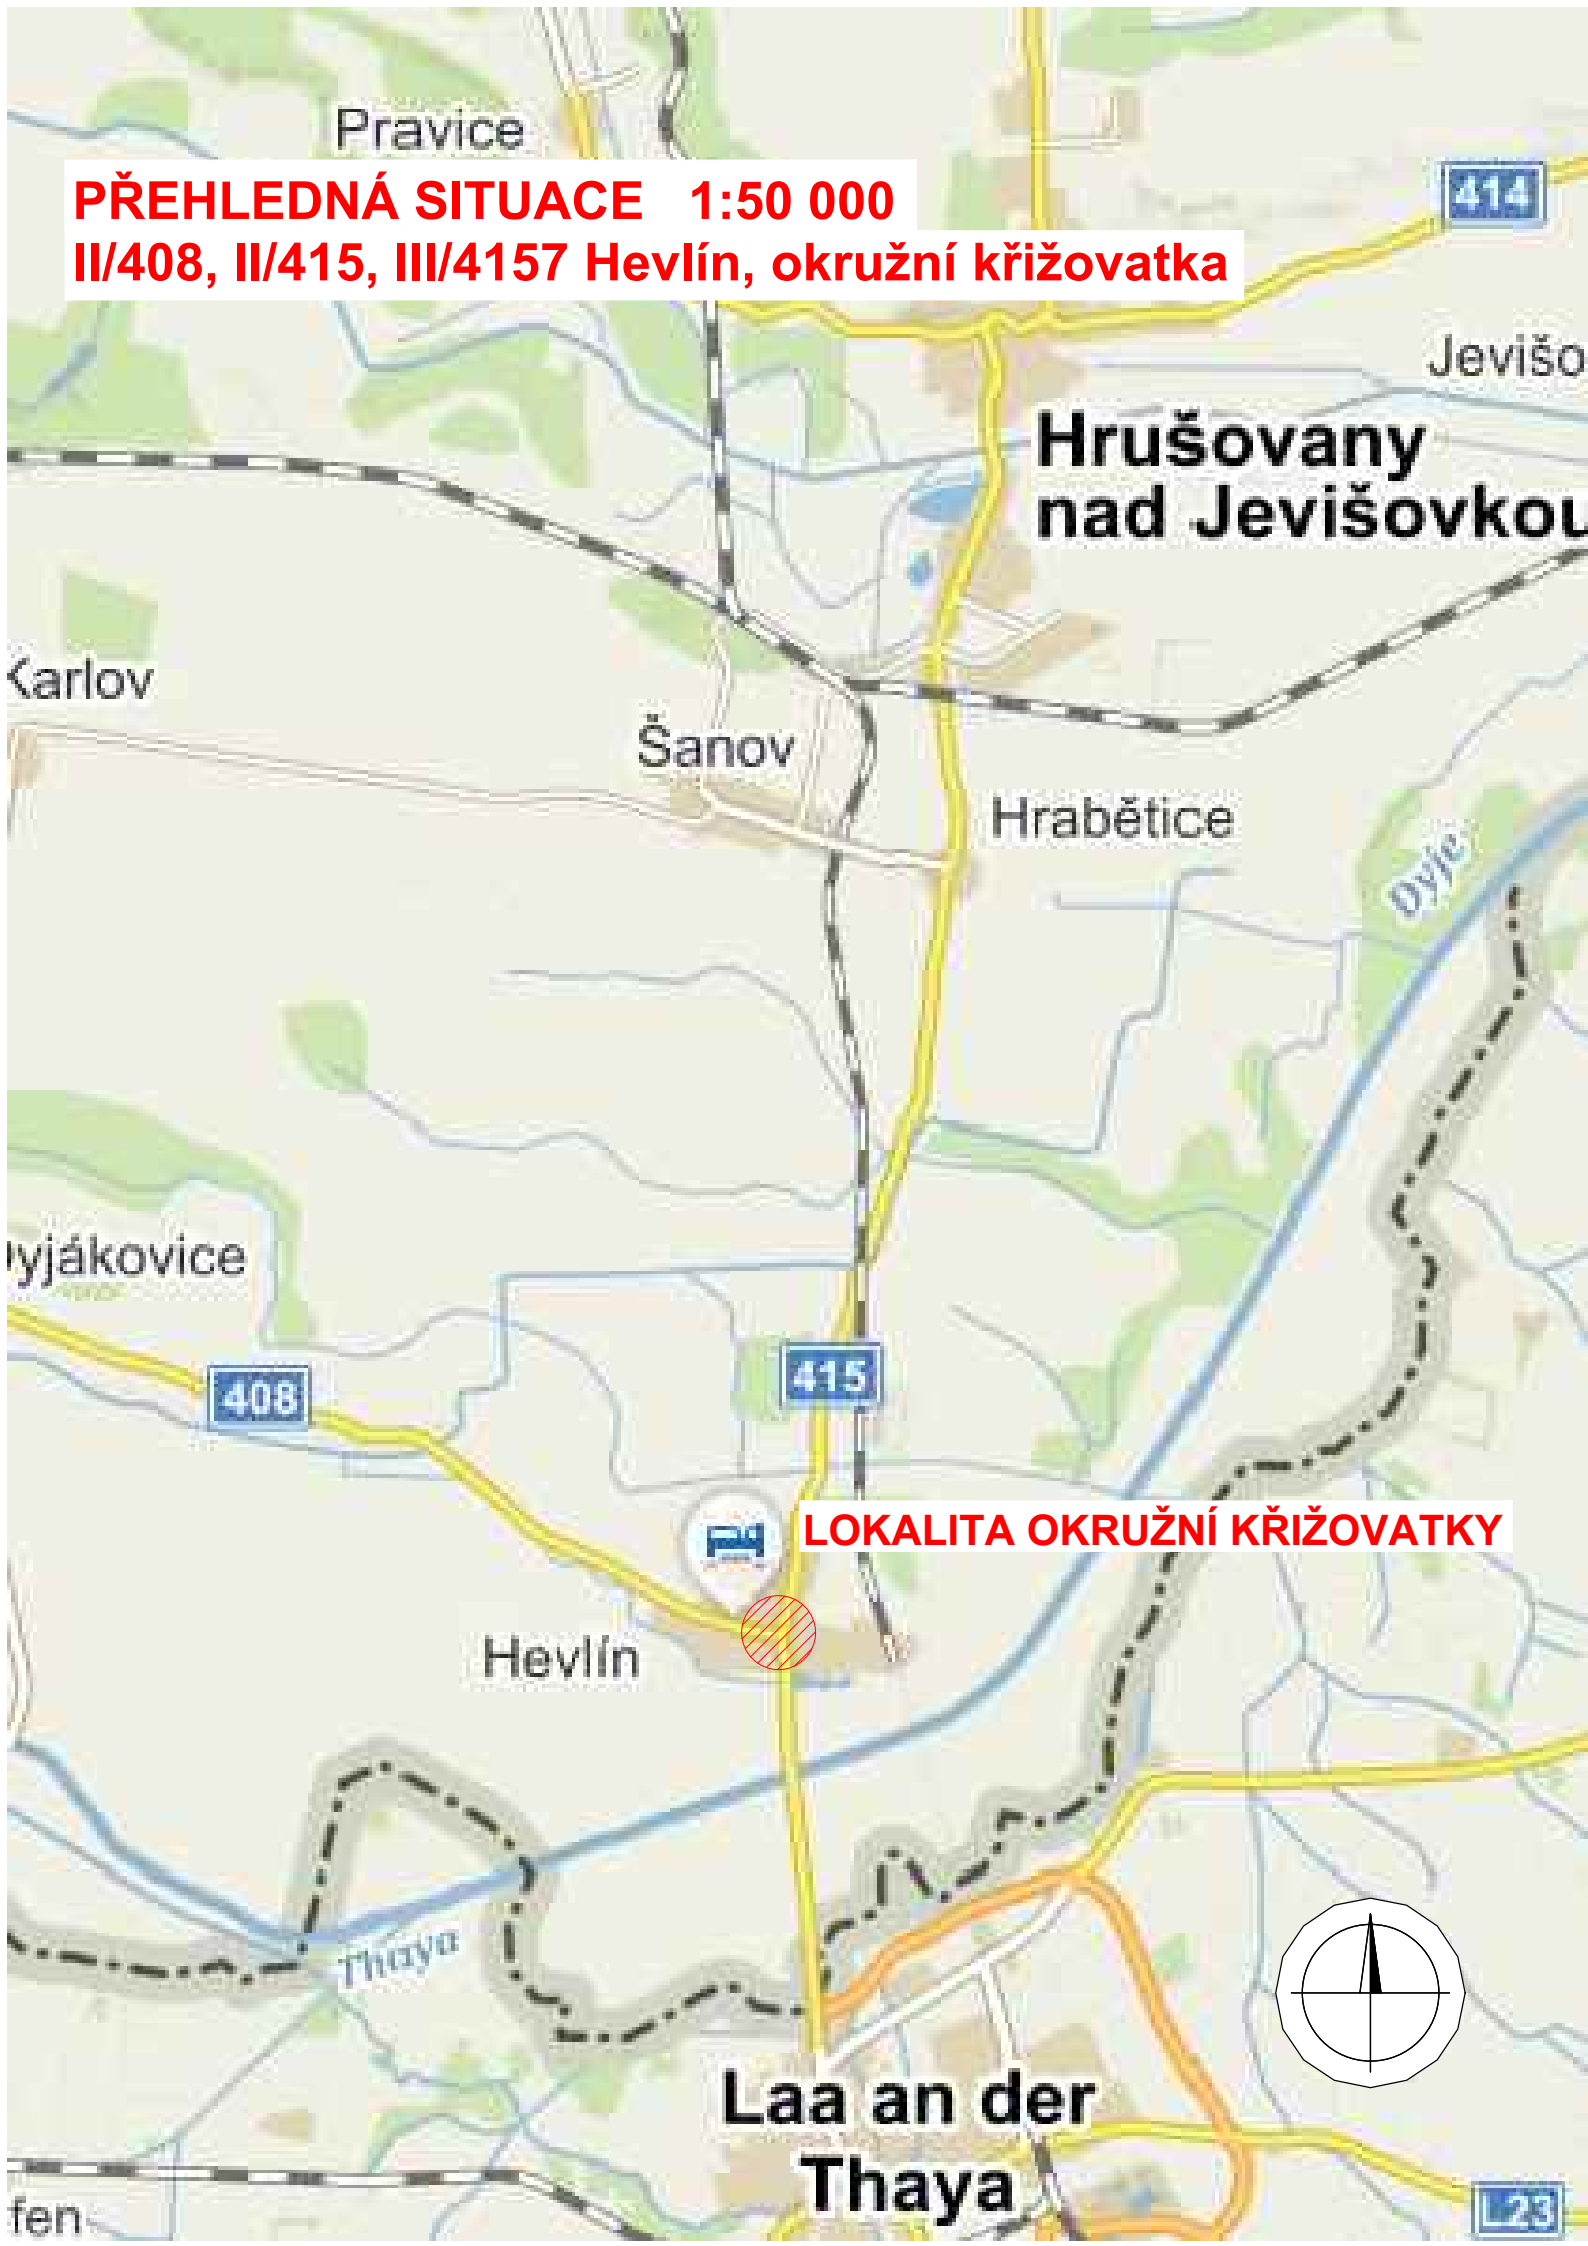 Pravice
PŘEHLEDNÁ SITUACE 1:50 000
414
II/408, II/415, III/4157 Hevlín, okružní křižovatka
Jevišo
Hrušovany
nad Jevišovkou
Karlov
Šanov
Hrabětice
Dyje
yjákovice
415
408
LOKALITA OKRUŽNÍ KŘIŽOVATKY
Hevlín
Thaya
Laa an der
Thaya
L23
fen